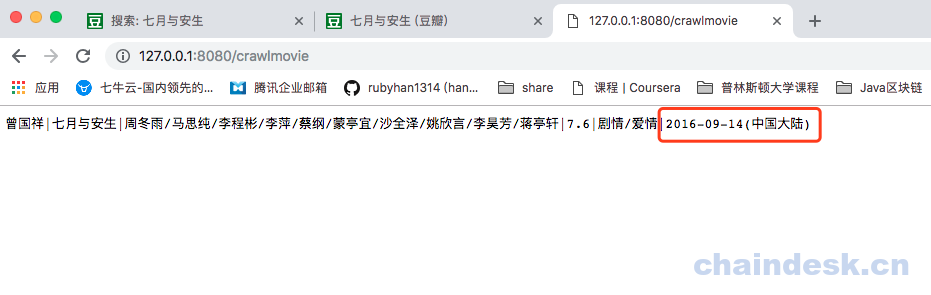 搜索: 七月与安生
七月与安生 (豆瓣)
127.0.0.1:8080/crawlmovie
127.0.0.1:8080/crawlmovie
应用 七牛云-国内领先的... 腾讯企业邮箱 rubyhan1314 (han... share 课程 | Coursera 普林斯顿大学课程 Java区块链
曾国祥|七月与安生|周冬雨/马思纯/李程彬/李萍/蔡纲/蒙亭宜/沙全泽/姚欣言/李昊芳/蒋亭轩|7.6|剧情/爱情|2016-09-14(中国大陆)
chaindesk.cn